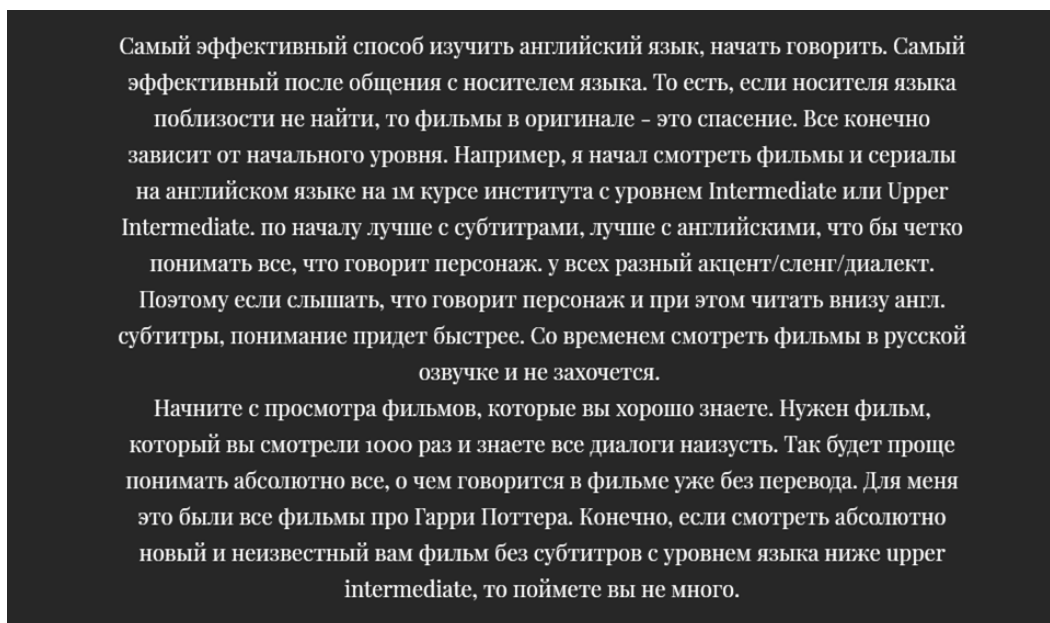 Самый эффективный способ изучить английский язык, начать говорить. Самый
эффективный после общения с носителем языка. То есть, если носителя языка
поблизости не найти, то фильмы в оригинале – это спасение. Все конечно
зависит от начального уровня. Например, я начал смотреть фильмы и сериалы
на английском языке на 1м курсе института с уровнем Intermediate или Upper
Intermediate. по началу лучше с субтитрами, лучше с английскими, что бы четко
понимать все, что говорит персонаж. у всех разный акцент/сленг/диалект.
Поэтому если слышать, что говорит персонаж и при этом читать внизу англ.
субтитры, понимание придет быстрее. Со временем смотреть фильмы в русской
озвучке и не захочется.
Начните с просмотра фильмов, которые вы хорошо знаете. Нужен фильм,
который вы смотрели 1000 раз и знаете все диалоги наизусть. Так будет проще
понимать абсолютно все, о чем говорится в фильме уже без перевода. Для меня
это были все фильмы про Гарри Поттера. Конечно, если смотреть абсолютно
новый и неизвестный вам фильм без субтитров с уровнем языка ниже upper
intermediate, то поймете вы не много.